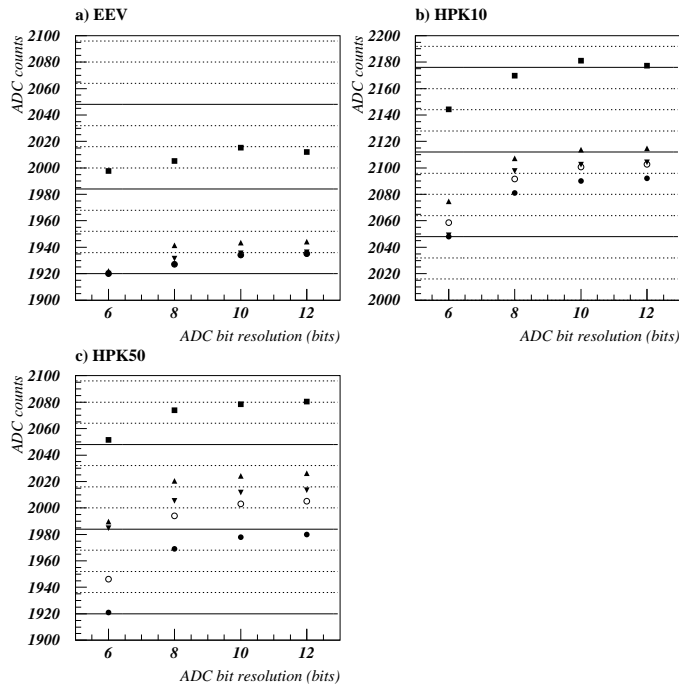 a) EEV
ADC counts
2100
2080
2060
2040
2020
2000
1980
1960
1940
1920
1900
6 8 10 12
ADC bit resolution (bits)
b) HPK10
ADC counts
2200
2180
2160
2140
2120
2100
2080
2060
2040
2020
2000
6 8 10 12
ADC bit resolution (bits)
c) HPK50
ADC counts
2100
2080
2060
2040
2020
2000
1980
1960
1940
1920
1900
6 8 10 12
ADC bit resolution (bits)